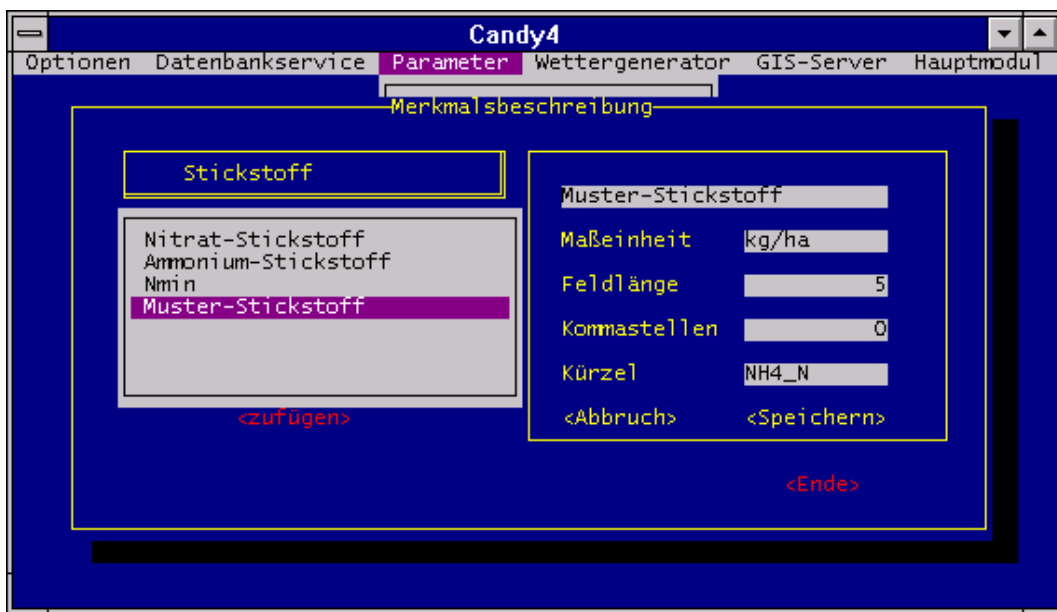 Candy4
Optionen Datenbankservice Parameter Wettergenerator GIS-Server Hauptmodul
Merkmalsbeschreibung
Stickstoff
Nitrat-Stickstoff
Ammonium-Stickstoff
Nmin
Muster-Stickstoff
<zufügen>
Muster-Stickstoff
Maßeinheit kg/ha
Feldlänge 5
Kommastellen 0
Kürzel NH4_N
<Abbruch> <Speichern>
<Ende>